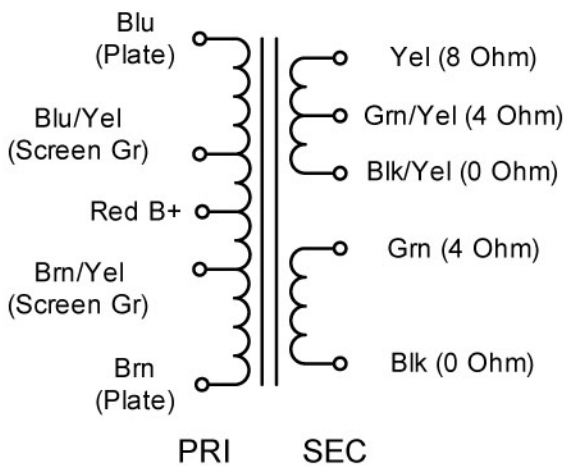 Blu
(Plate)
Blu/Yel
(Screen Gr)
Red B+
Brn/Yel
(Screen Gr)
Brn
(Plate)
Yel (8 Ohm)
Grn/Yel (4 Ohm)
Blk/Yel (0 Ohm)
Grn (4 Ohm)
Blk (0 Ohm)
PRI
SEC